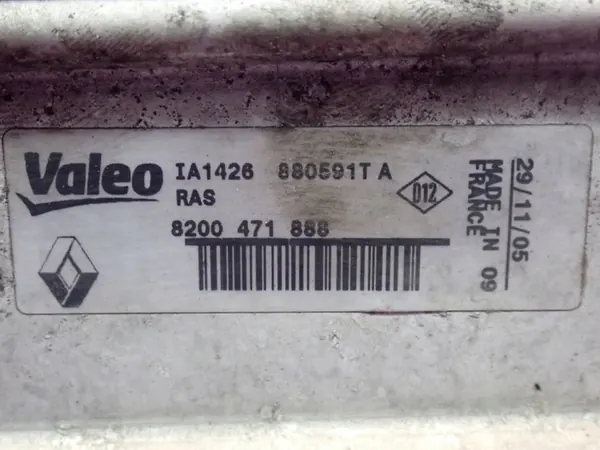 Valeo
IA1426 880591T A
RAS
8200 471 888
D12
29/11/05
MADE IN 09
FRANCE